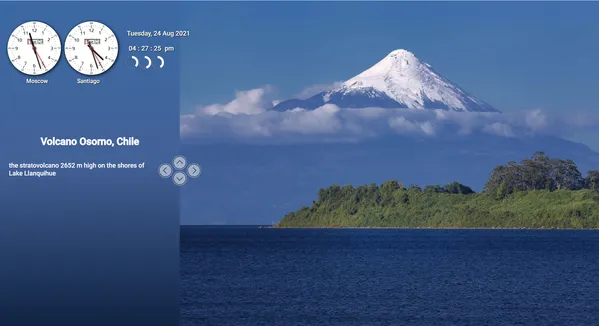 Tuesday, 24 Aug 2021
04 : 27 : 25 pm
Moscow
Santiago
Volcano Osorno, Chile
the stratovolcano 2652 m high on the shores of
Lake Llanquihue